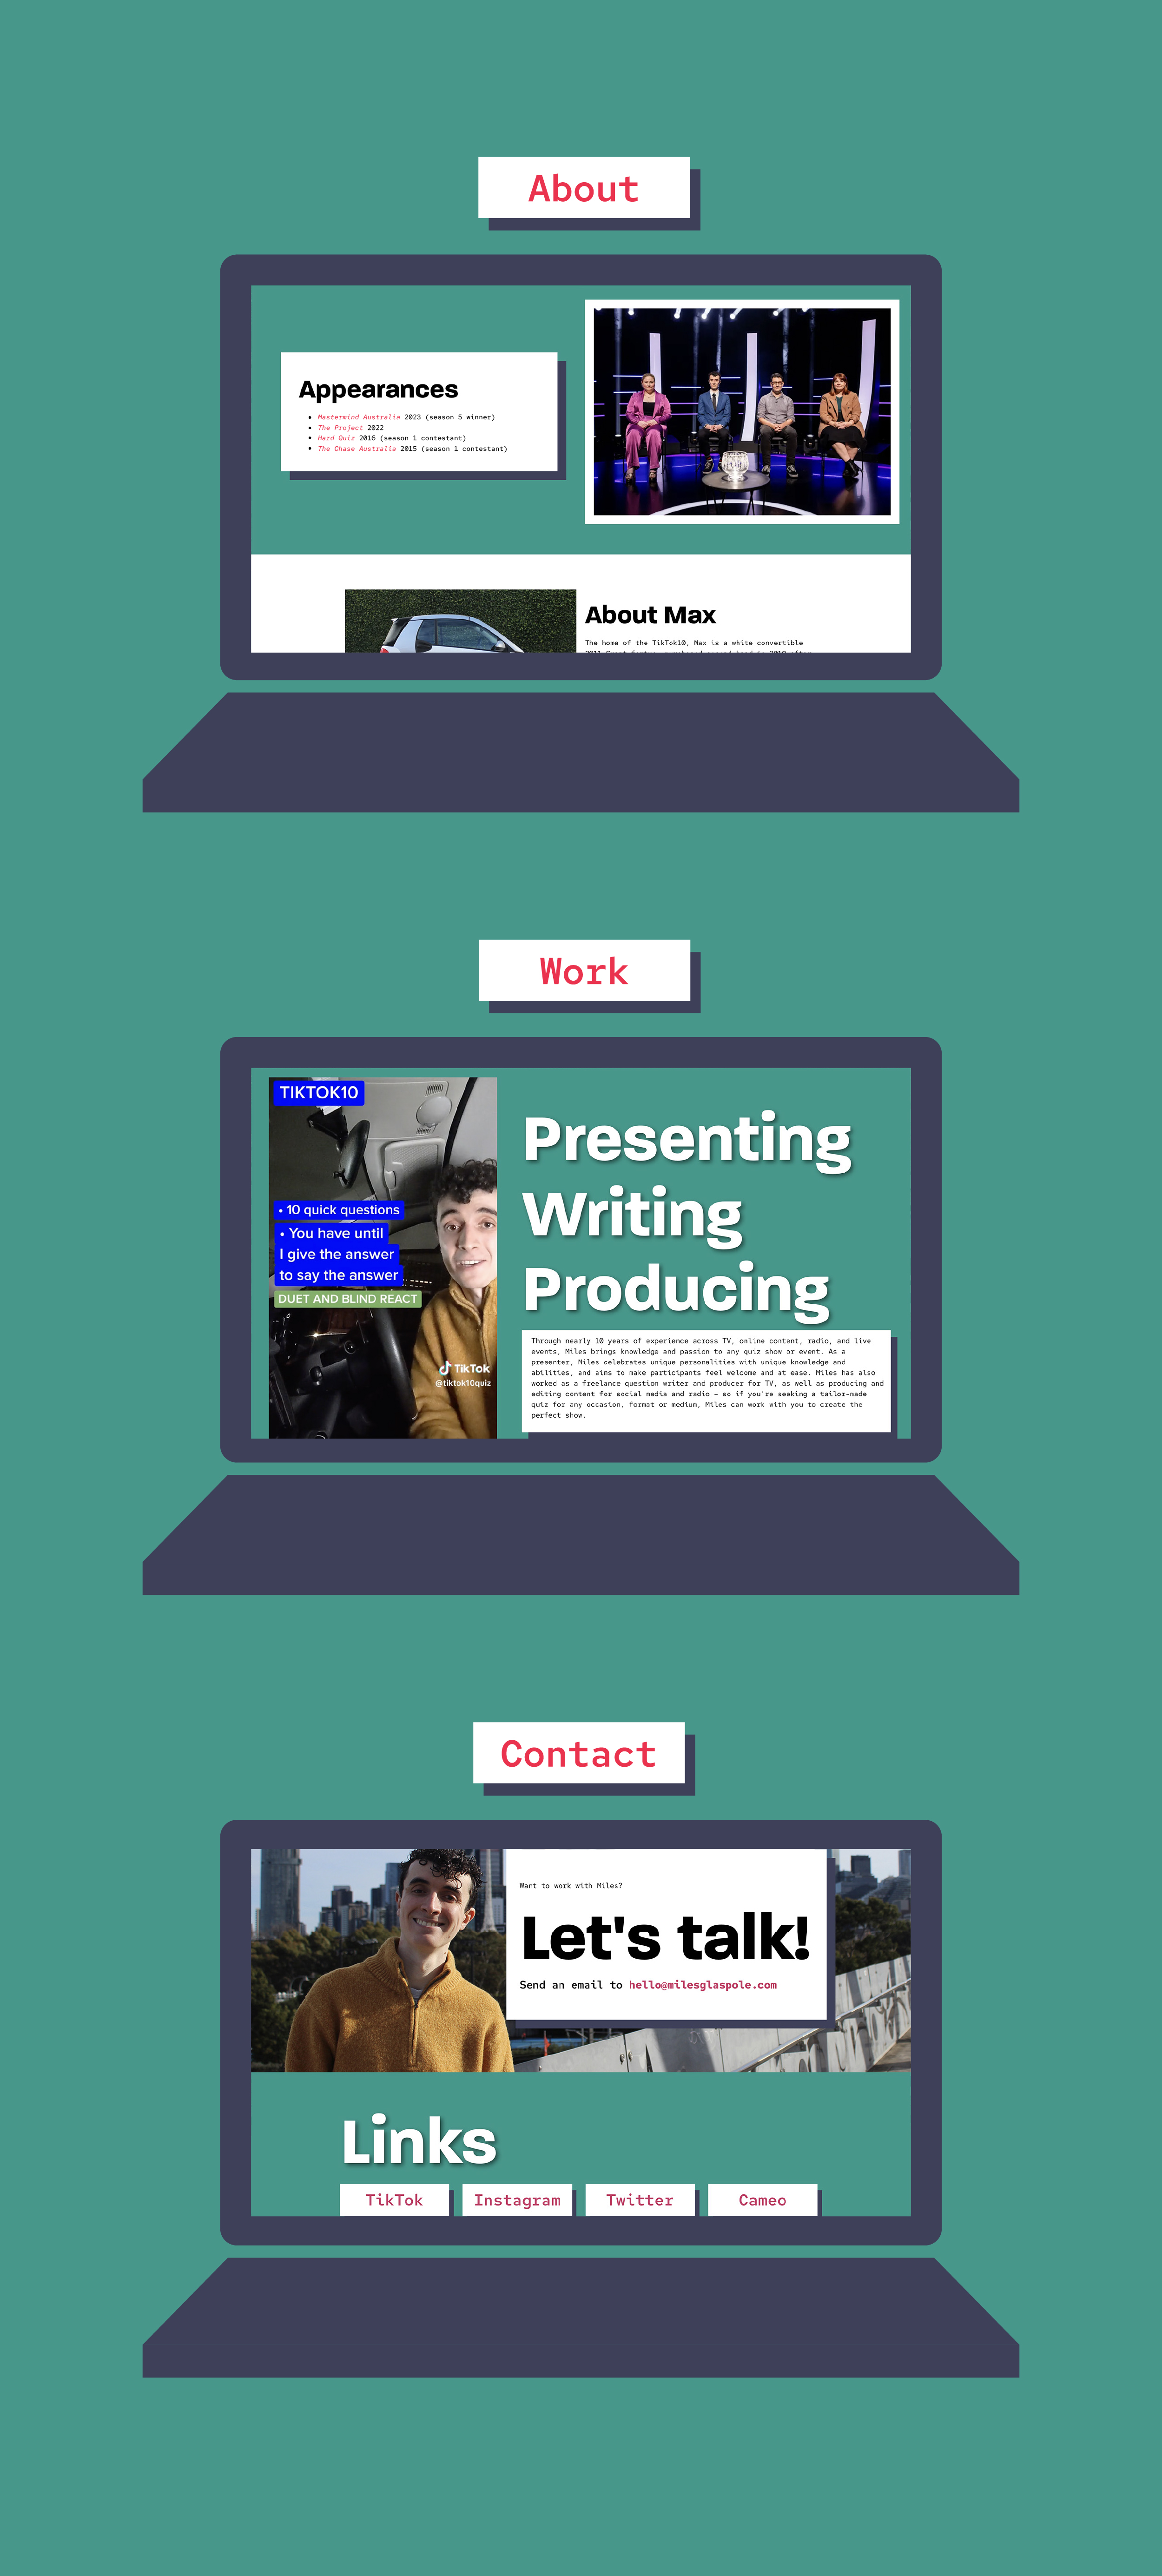 About
Appearances
• Mastermind Australia 2023 (season 5 winner)
• The Project 2022
• Hard Quiz 2016 (season 1 contestant)
• The Chase Australia 2015 (season 1 contestant)
About Max
The home of the TikTok10, Max is a white convertible
Work
TIKTOK10
• 10 quick questions
• You have until
I give the answer
to say the answer
DUET AND BLIND REACT
TikTok
@tiktok10quiz
Presenting
Writing
Producing
Through nearly 10 years of experience across TV, online content, radio, and live
events, Miles brings knowledge and passion to any quiz show or event. As a
presenter, Miles celebrates unique personalities with unique knowledge and
abilities, and aims to make participants feel welcome and at ease. Miles has also
worked as a freelance question writer and producer for TV, as well as producing and
editing content for social media and radio – so if you're seeking a tailor-made
quiz for any occasion, format or medium, Miles can work with you to create the
perfect show.
Contact
Want to work with Miles?
Let's talk!
Send an email to hello@milesglaspole.com
Links
TikTok Instagram Twitter Cameo